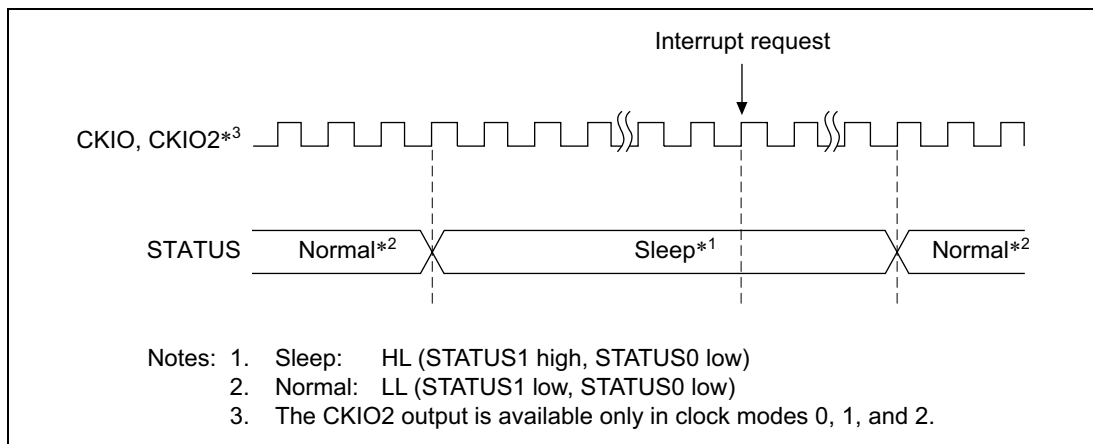 Interrupt request
CKIO, CKIO2*3
STATUS Normal*2 Sleep*1 Normal*2
Notes: 1. Sleep: HL (STATUS1 high, STATUS0 low)
2. Normal: LL (STATUS1 low, STATUS0 low)
3. The CKIO2 output is available only in clock modes 0, 1, and 2.